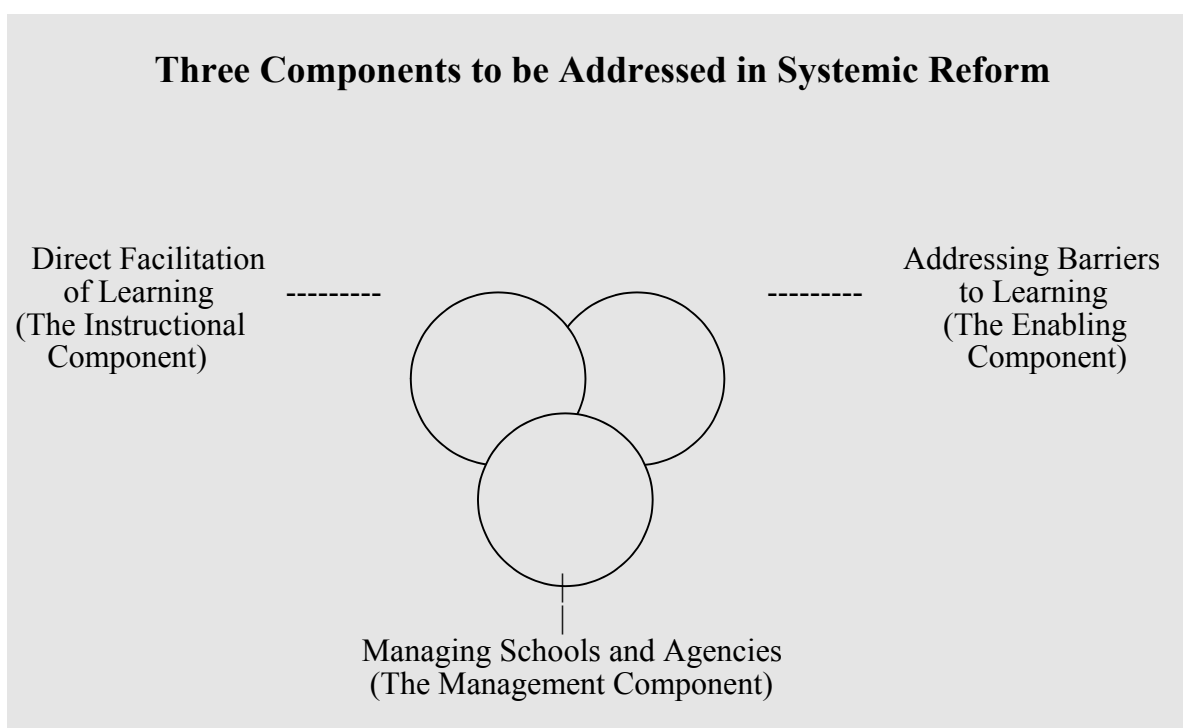 Three Components to be Addressed in Systemic Reform
Direct Facilitation
of Learning
(The Instructional
Component)
Addressing Barriers
to Learning
(The Enabling
Component)
Managing Schools and Agencies
(The Management Component)